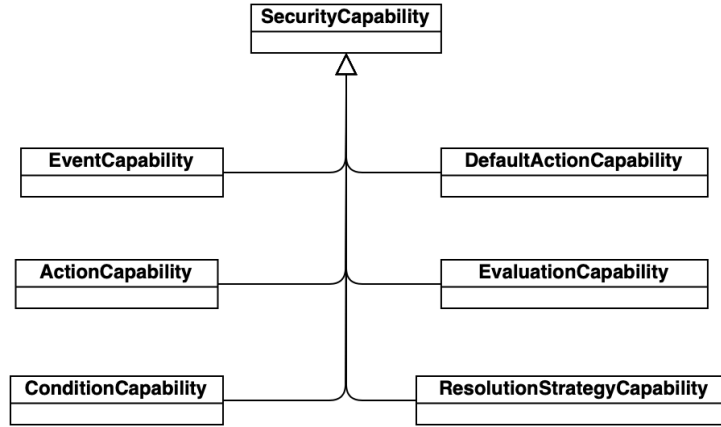 SecurityCapability
EventCapability
DefaultActionCapability
ActionCapability
EvaluationCapability
ConditionCapability
ResolutionStrategyCapability